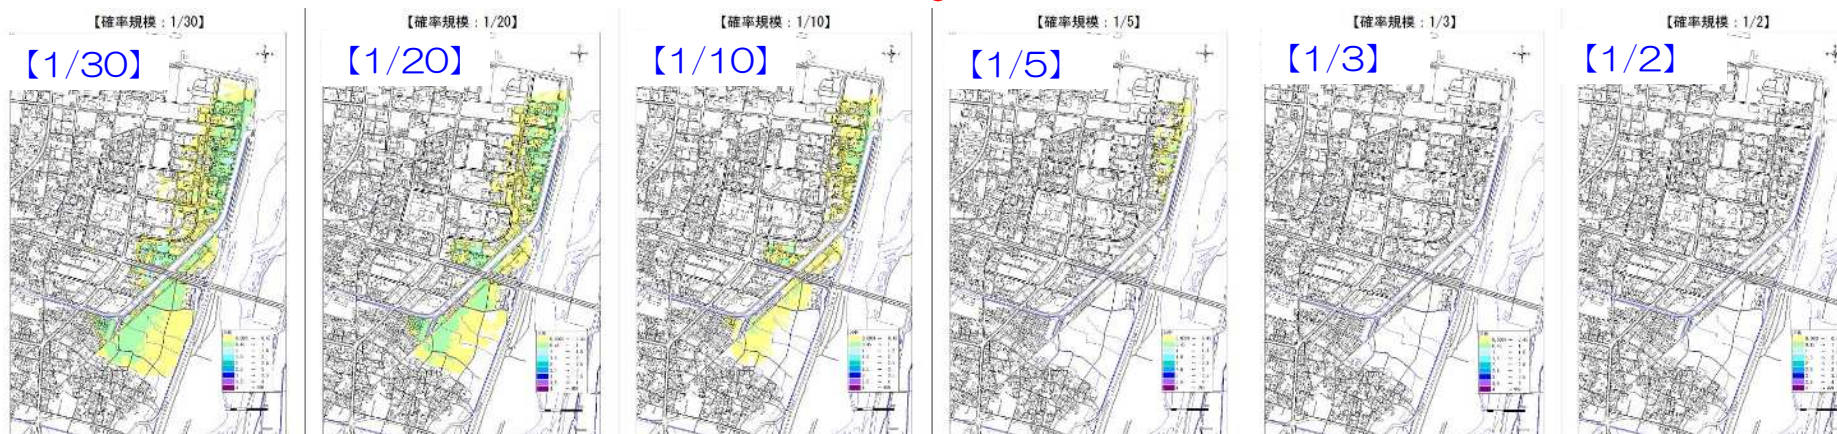 【確率規模：1/30】
【1/30】
【確率規模：1/20】
【1/20】
【確率規模：1/10】
【1/10】
【確率規模：1/5】
【1/5】
【確率規模：1/3】
【1/3】
【確率規模：1/2】
【1/2】